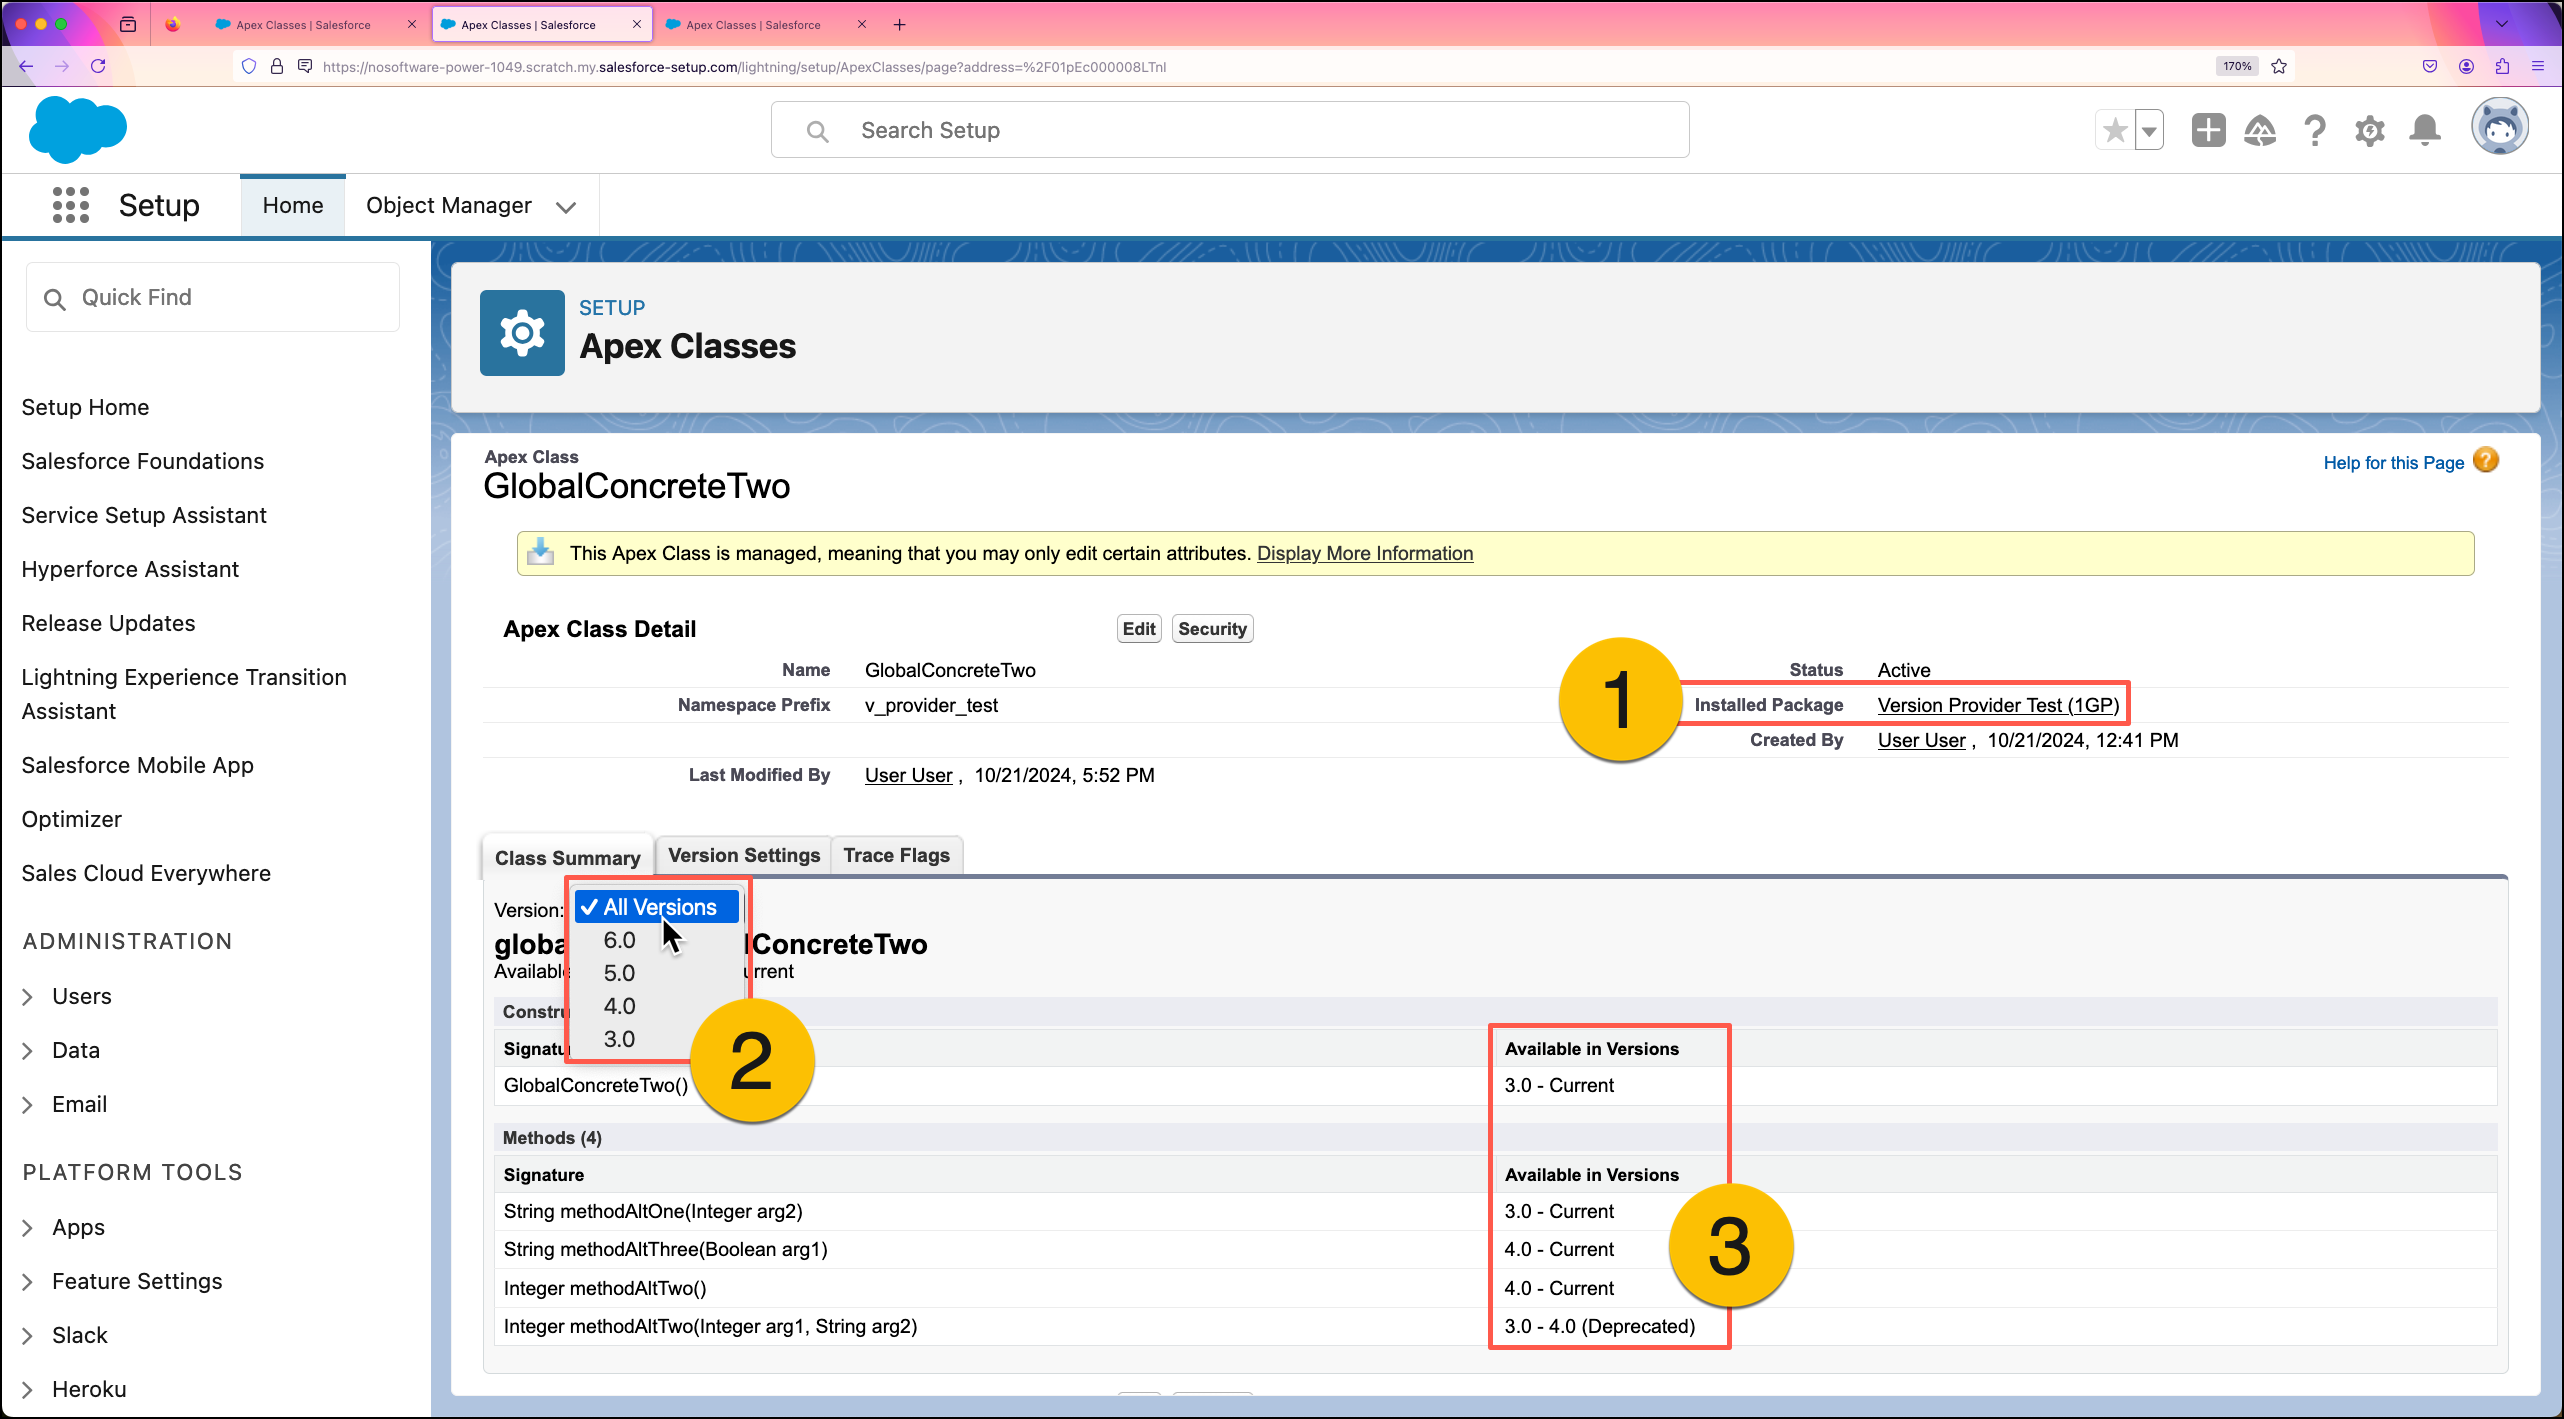 Apex Classes | Salesforce
Apex Classes | Salesforce
Apex Classes | Salesforce
https://nosoftware-power-1049.scratch.my.salesforce-setup.com/lightning/setup/ApexClasses/page?address=%2F01pEc000008LTnI
170%
Search Setup
Setup
Home
Object Manager
Quick Find
Setup Home
Salesforce Foundations
Service Setup Assistant
Hyperforce Assistant
Release Updates
Lightning Experience Transition
Assistant
Salesforce Mobile App
Optimizer
Sales Cloud Everywhere
ADMINISTRATION
Users
Data
Email
PLATFORM TOOLS
Apps
Feature Settings
Slack
Heroku
SETUP
Apex Classes
Apex Class
GlobalConcreteTwo
Help for this Page
This Apex Class is managed, meaning that you may only edit certain attributes. Display More Information
Apex Class Detail
Edit
Security
Name GlobalConcreteTwo
Status Active
Namespace Prefix v_provider_test
1
Installed Package Version Provider Test (1GP)
Created By User User , 10/21/2024, 12:41 PM
Last Modified By User User , 10/21/2024, 5:52 PM
Class Summary
Version Settings
Trace Flags
Version:
✓ All Versions
6.0
5.0
4.0
3.0
2
ConcreteTwo
Signature Available in Versions
GlobalConcreteTwo() 3.0 - Current
Methods (4)
Signature Available in Versions
String methodAltOne(Integer arg2) 3.0 - Current
String methodAltThree(Boolean arg1) 4.0 - Current
3
Integer methodAltTwo() 4.0 - Current
Integer methodAltTwo(Integer arg1, String arg2) 3.0 - 4.0 (Deprecated)